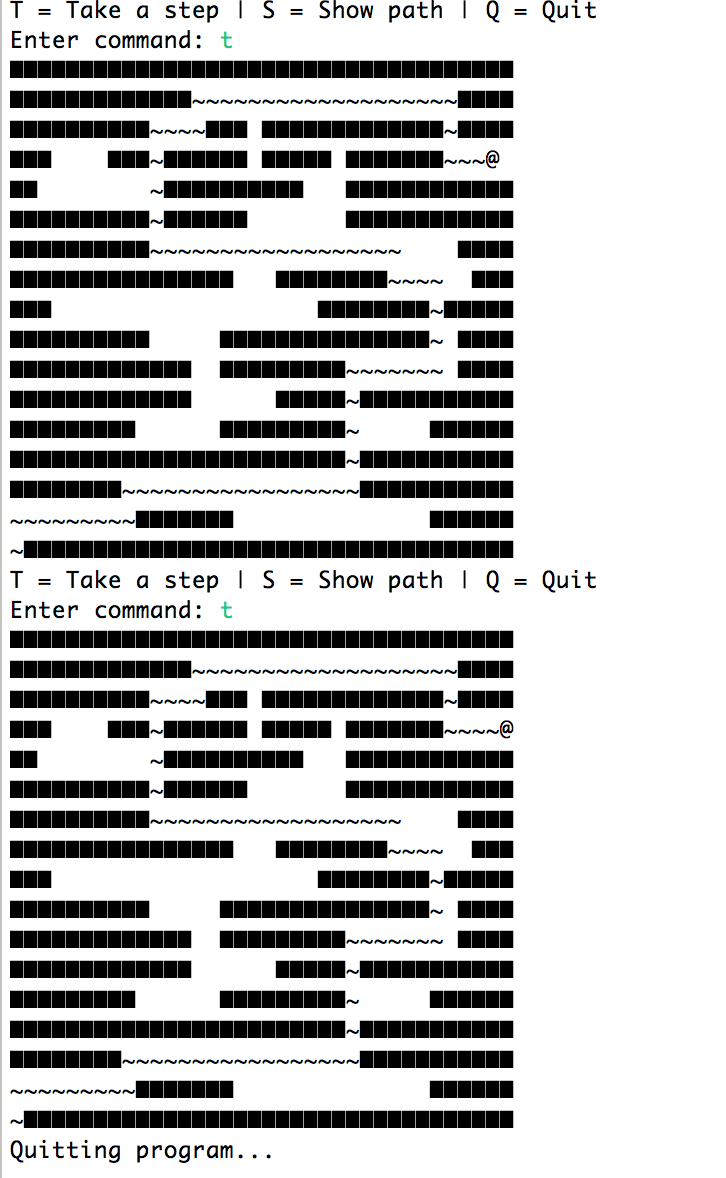 T = Take a step | S = Show path | Q = Quit
Enter command: t
████████████████████████████████████
█████████████~~~~~~~~~~~~~~~~~~~████
██████████~~~~███ █████████████~████
███    ███~██████ █████ ███████~~~@
██        ~██████████   ████████████
██████████~██████       ████████████
██████████~~~~~~~~~~~~~~~~~~    ████
████████████████   ████████~~~~  ███
███                   ████████~█████
██████████     ███████████████~ ████
█████████████  █████████~~~~~~~ ████
█████████████      █████~███████████
█████████      █████████~     ██████
████████████████████████~███████████
████████~~~~~~~~~~~~~~~~~███████████
~~~~~~~~~███████              ██████
~███████████████████████████████████
T = Take a step | S = Show path | Q = Quit
Enter command: t
████████████████████████████████████
███████████████~~~~~~~~~~~~~~~~~████
██████████~~~~███ █████████████~████
███    ███~██████ █████ ███████~~~~@
██        ~██████████   ████████████
██████████~██████       ████████████
██████████~~~~~~~~~~~~~~~~~~    ████
████████████████   ████████~~~~  ███
███                   ████████~█████
██████████     ███████████████~ ████
█████████████  █████████~~~~~~~ ████
█████████████      █████~███████████
█████████      █████████~     ██████
████████████████████████~███████████
████████~~~~~~~~~~~~~~~~~███████████
~~~~~~~~~███████              ██████
~███████████████████████████████████
Quitting program...